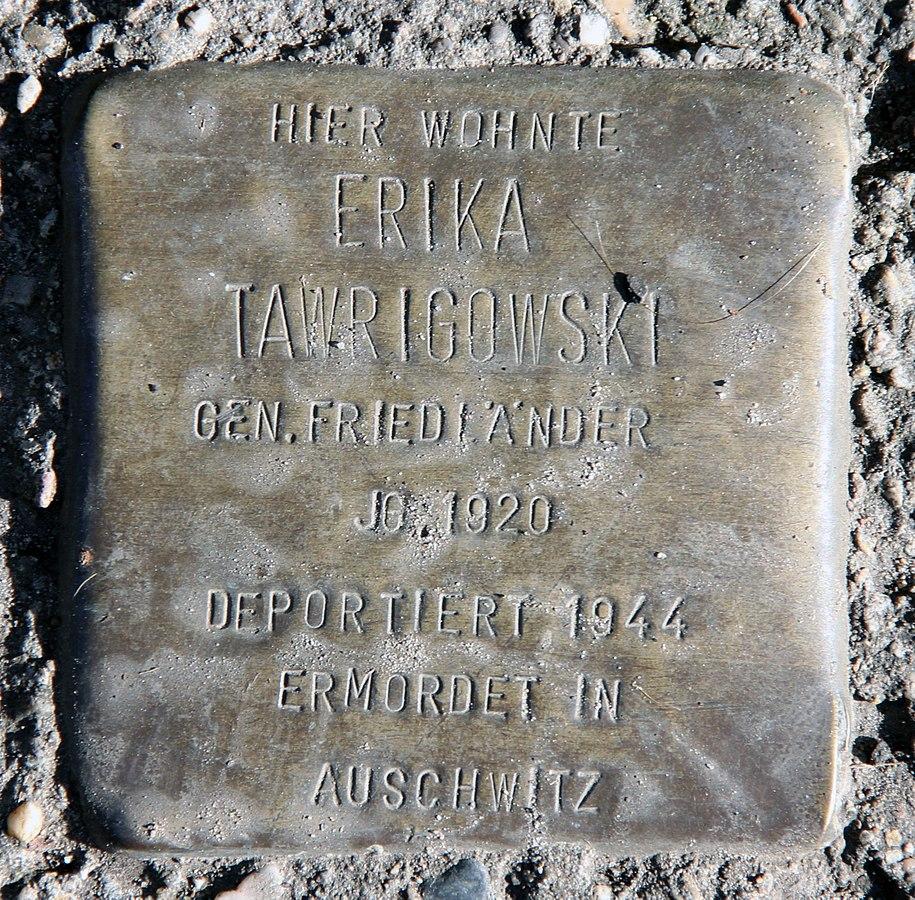 HIER WOHNTE
ERIKA
TAWRIGOWSKI
GEN. FRIEDLÄNDER
JG. 1920
DEPORTIERT 1944
ERMORDET IN
AUSCHWITZ